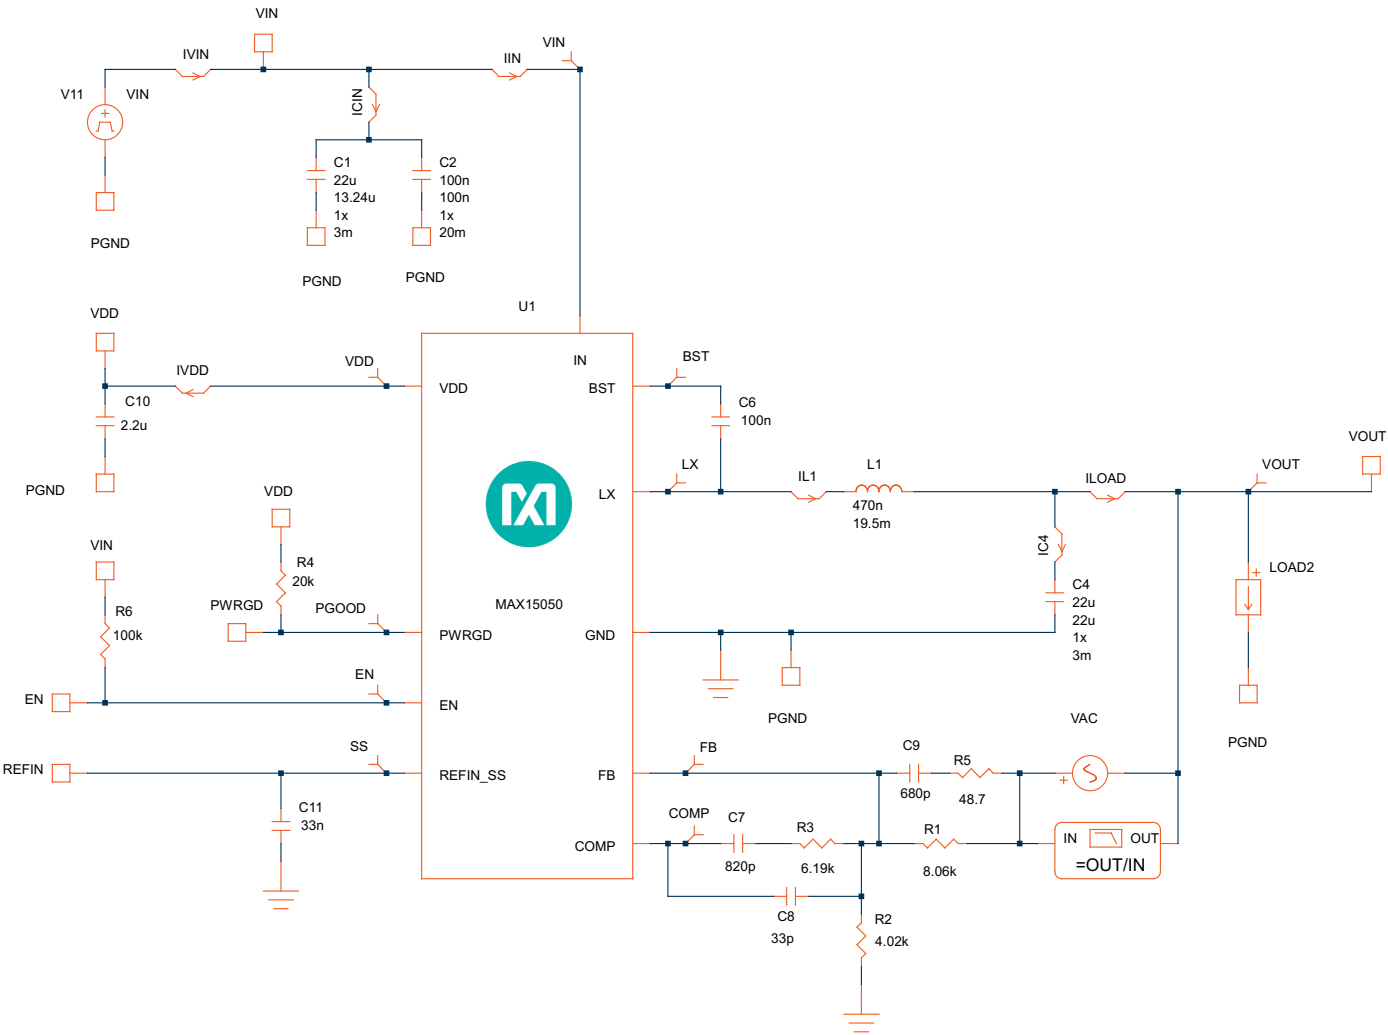 VIN
IVIN
IIN
VIN
V11
VIN
ICIN
C1
22u
13.24u
1x
3m
C2
100n
100n
1x
20m
PGND
PGND
PGND
U1
VDD
IVDD
VDD
C10
2.2u
PGND
IN
VDD
BST
BST
C6
100n
LX
LX
IL1
L1
470n
19.5m
ILOAD
VOUT
VOUT
IC4
C4
22u
22u
1x
3m
LOAD2
+
PGND
VDD
R4
20k
VIN
R6
100k
PWRGD
PGOOD
PWRGD
MAX15050
GND
PGND
EN
EN
EN
REFIN
SS
REFIN_SS
C11
33n
FB
FB
C9
680p
R5
48.7
VAC
+
COMP
COMP
C7
820p
R3
6.19k
R1
8.06k
IN
OUT
=OUT/IN
C8
33p
R2
4.02k